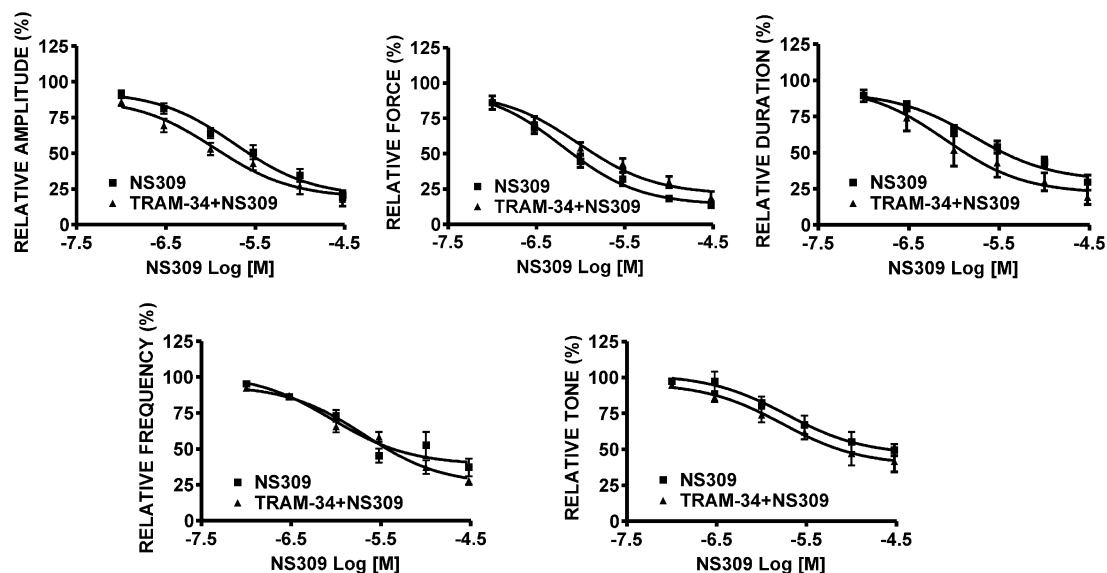 RELATIVE AMPLITUDE (%)
125
100
75
50
25
0
NS309
TRAM-34+NS309
-7.5 -6.5 -5.5 -4.5
NS309 Log [M]
RELATIVE FORCE (%)
125
100
75
50
25
0
NS309
TRAM-34+NS309
-7.5 -6.5 -5.5 -4.5
NS309 Log [M]
RELATIVE DURATION (%)
125
100
75
50
25
0
NS309
TRAM-34+NS309
-7.5 -6.5 -5.5 -4.5
NS309 Log [M]
RELATIVE FREQUENCY (%)
125
100
75
50
25
0
NS309
TRAM-34+NS309
-7.5 -6.5 -5.5 -4.5
NS309 Log [M]
RELATIVE TONE (%)
125
100
75
50
25
0
NS309
TRAM-34+NS309
-7.5 -6.5 -5.5 -4.5
NS309 Log [M]